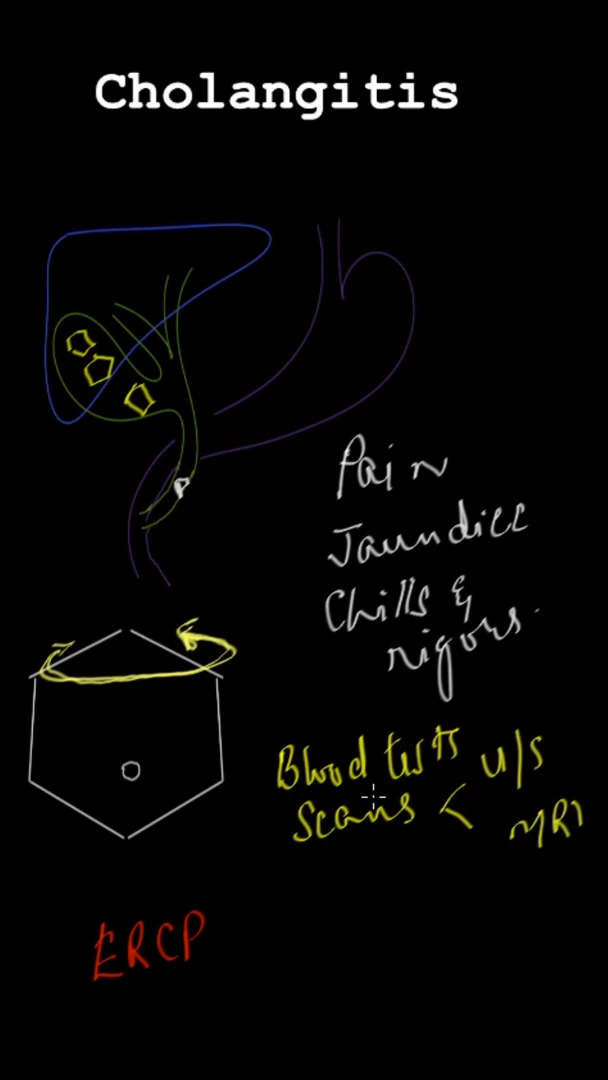 Cholangitis
Pain
Jaundice
Chills &
rigors.
Blood tests u/s
Scans < MRI
ERCP